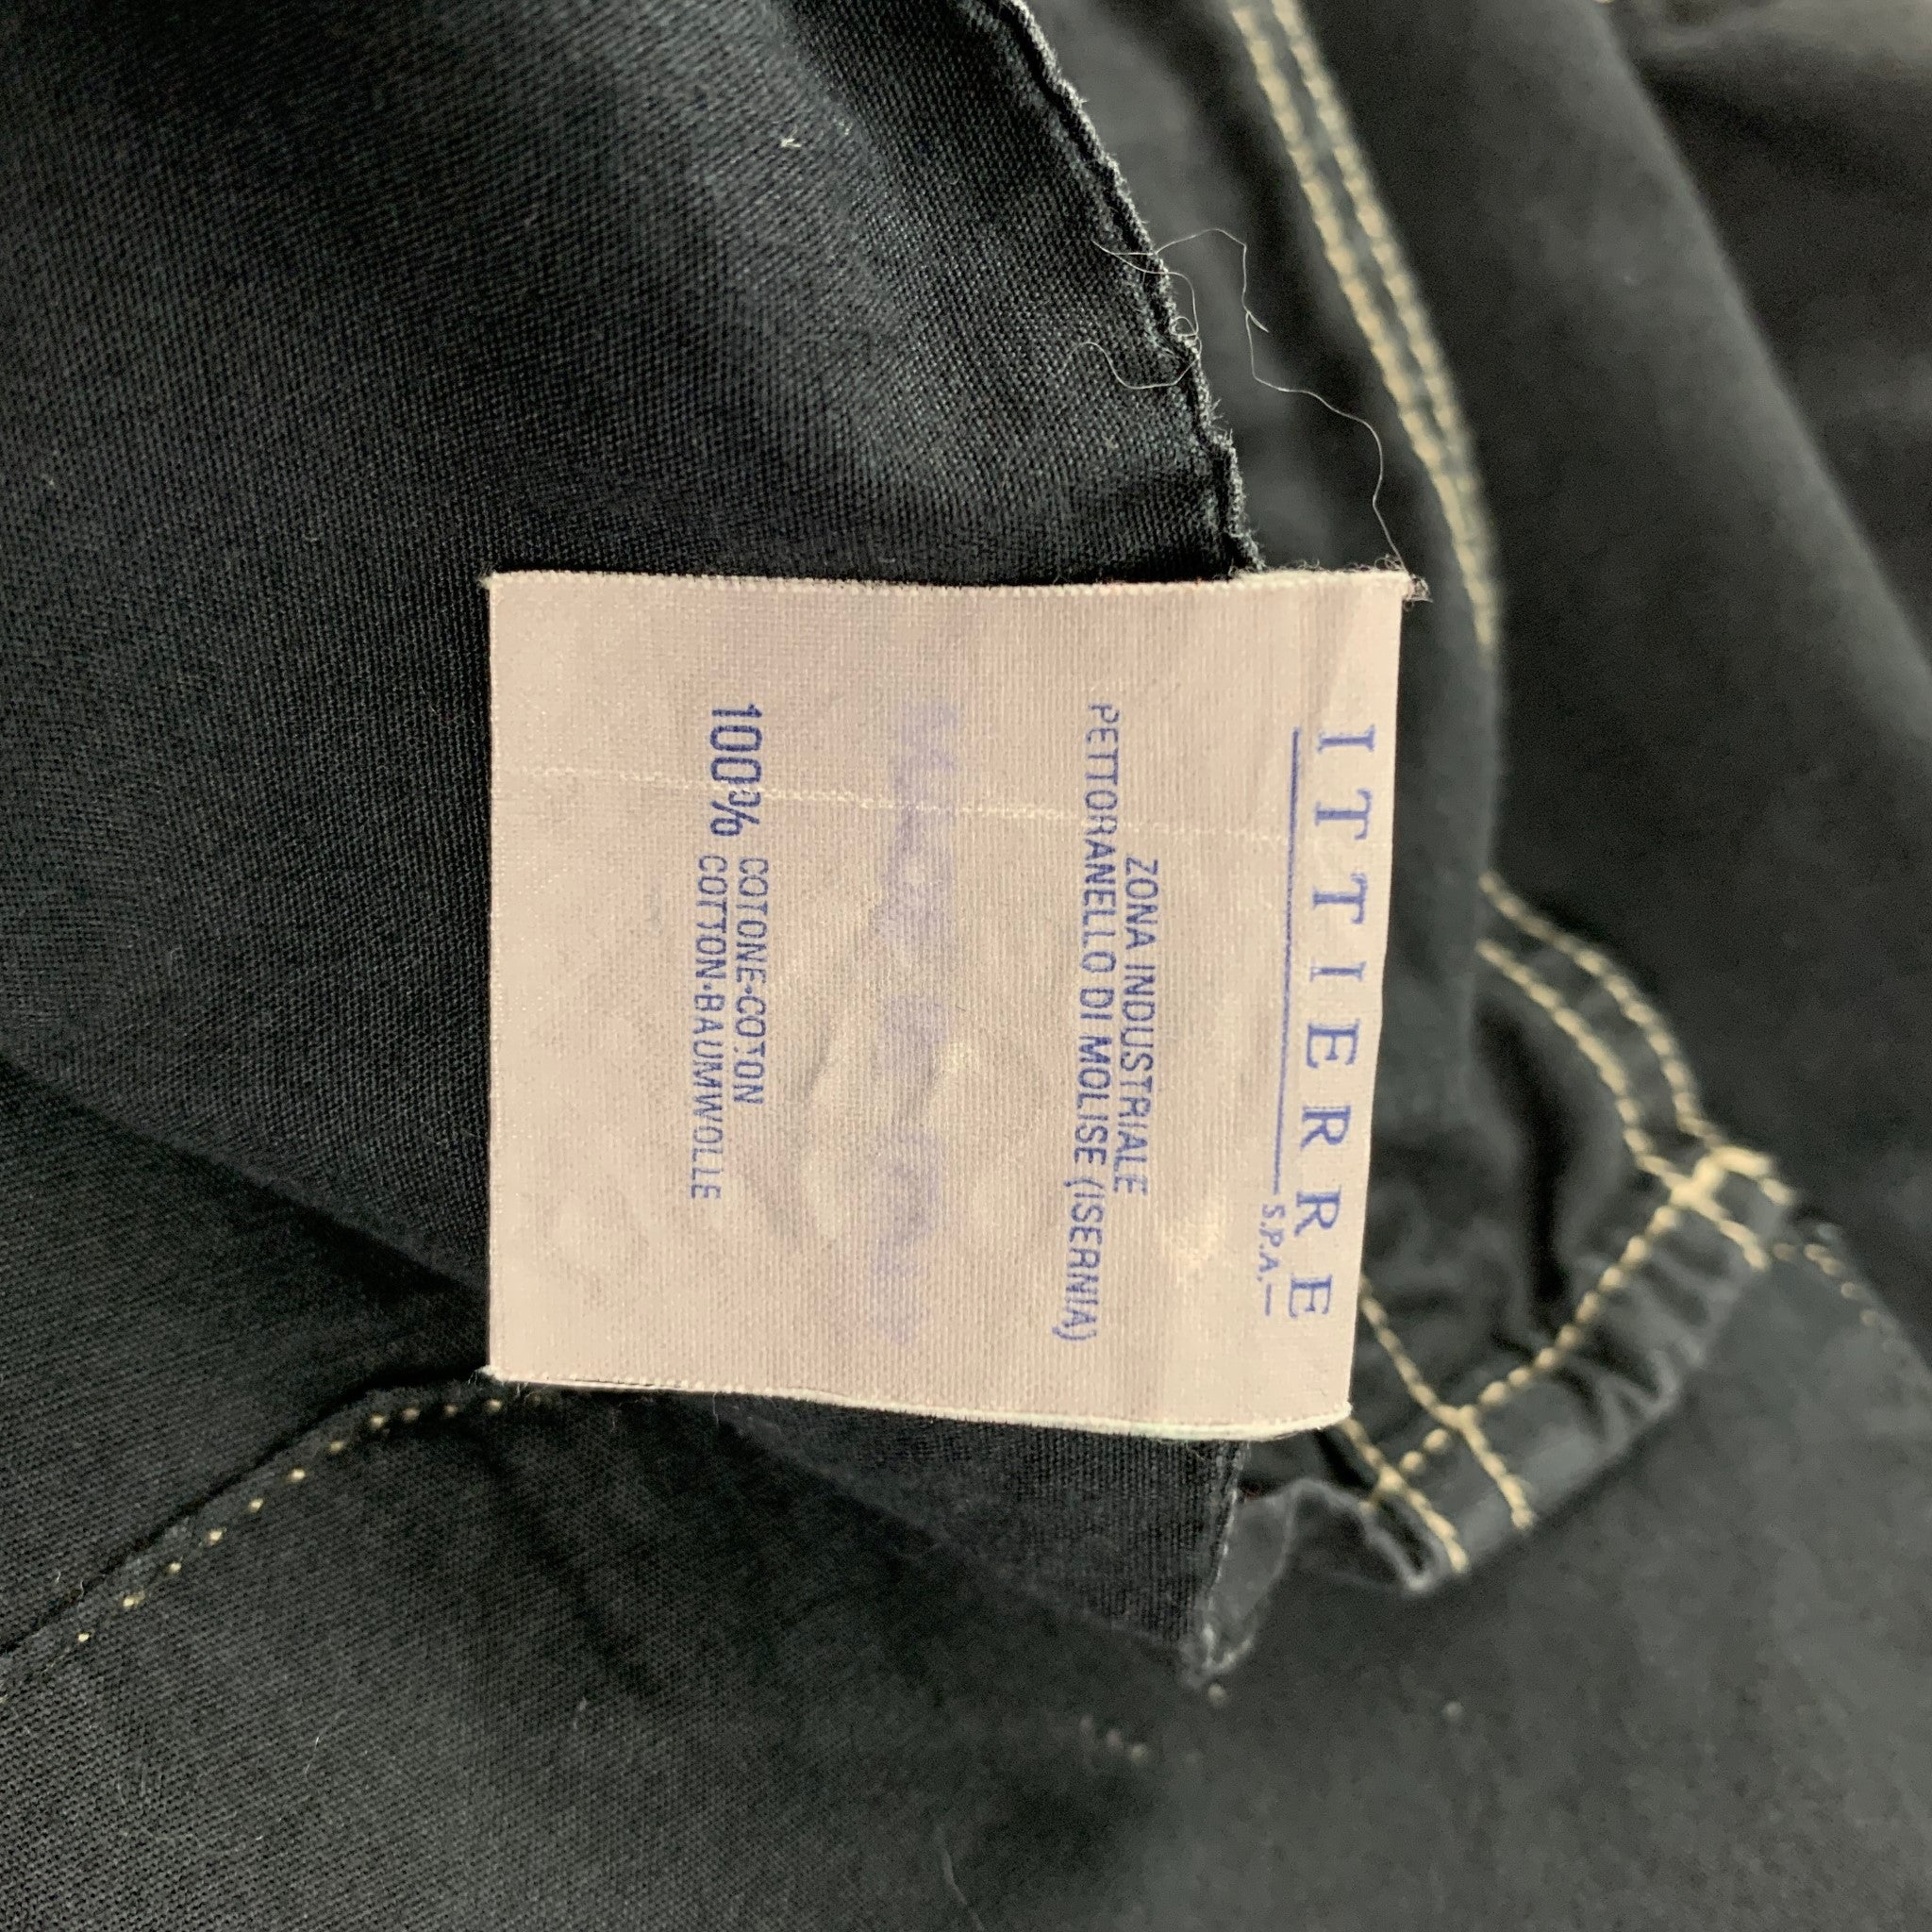 ITTIERRE
S.P.A.
ZONA INDUSTRIALE
PETTORANELLO DI MOLISE (ISERNIA)
100% COTONE-COTON
COTTON-BAUMWOLLE